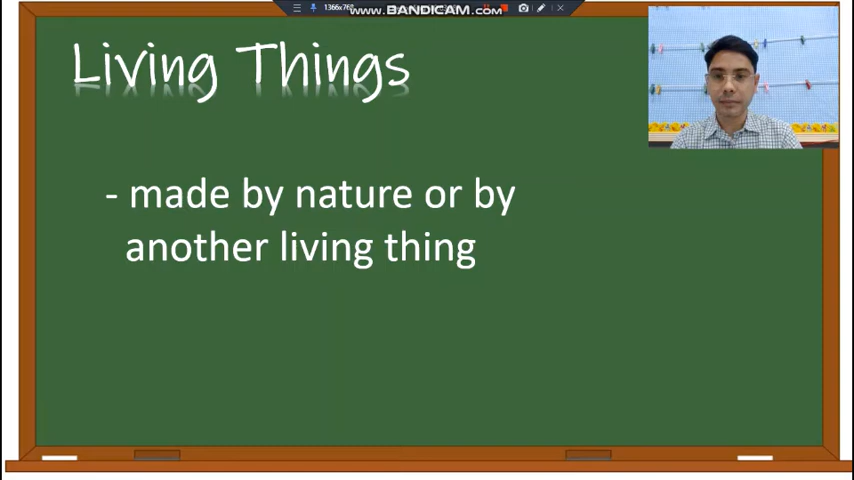 1366x768
www.BANDICAM.com
Living Things
- made by nature or by
another living thing